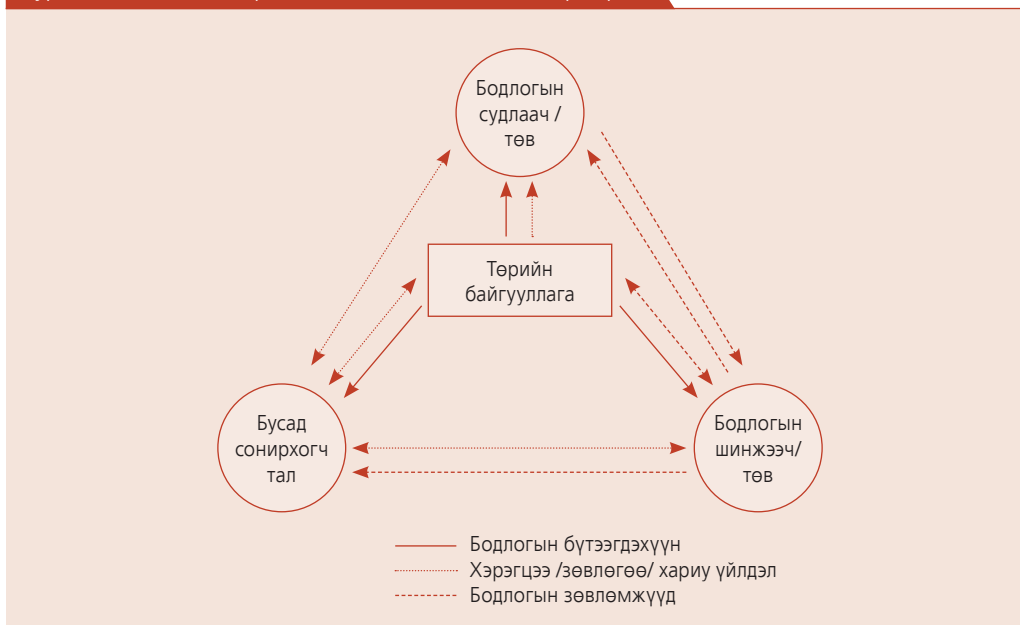 Бодлогын
судлаач /
төв
Төрийн
байгууллага
Бусад
сонирхогч
тал
Бодлогын
шинжээч/
төв
Бодлогын бүтээгдэхүүн
Хэрэгцээ /зөвлөгөө/ хариу үйлдэл
Бодлогын зөвлөмжүүд